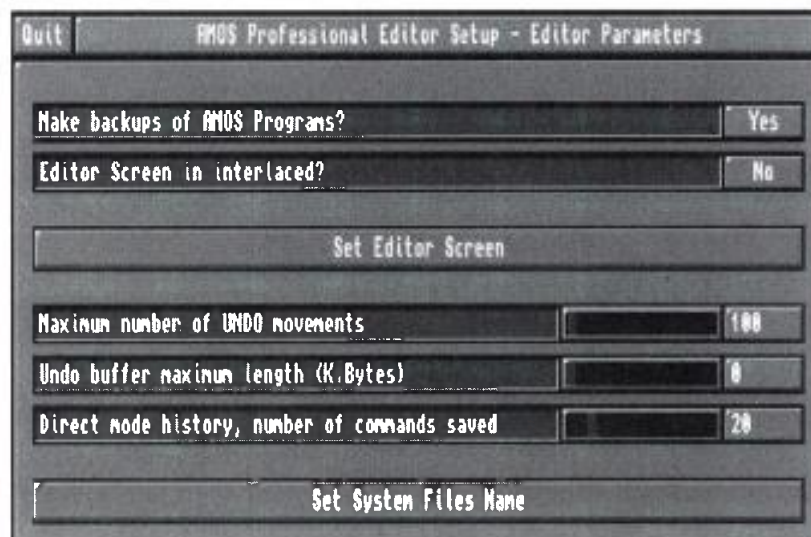 Quit AMOS Professional Editor Setup - Editor Parameters
Make backups of AMOS Programs? Yes
Editor Screen in interlaced? No
Set Editor Screen
Maximum number of UNDO movements 100
Undo buffer maximum length (K.Bytes) 0
Direct mode history, number of commands saved 20
Set System Files Name